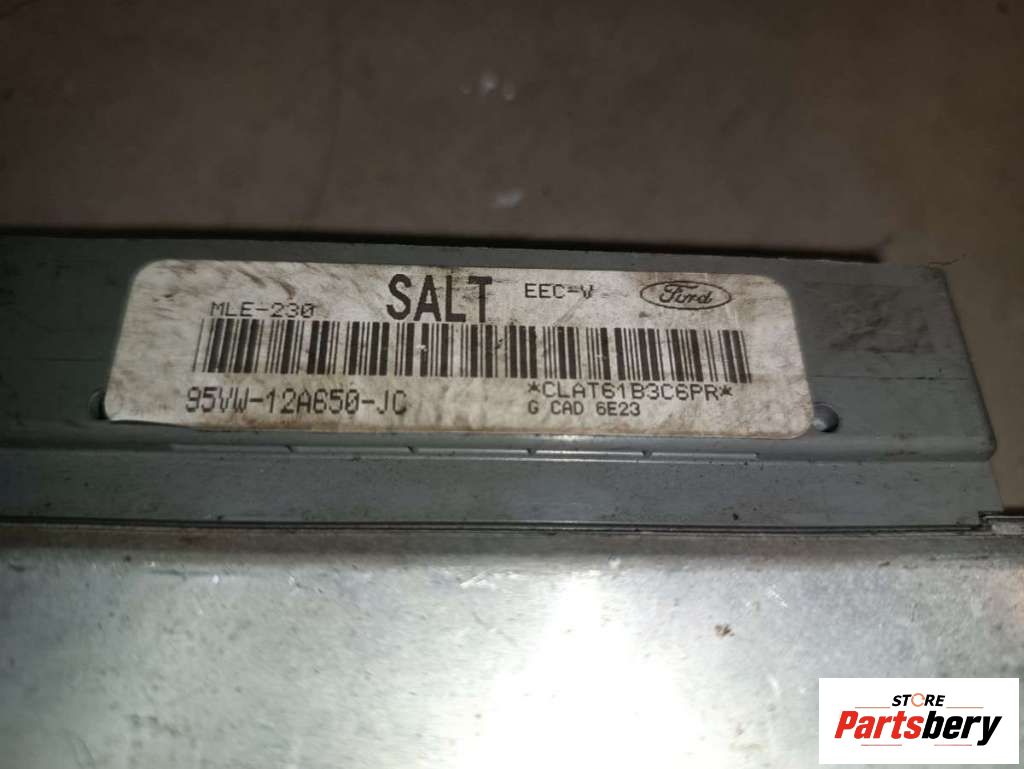 MLE-230 SALT EEC-V Ford
95VW-12A650-JC *CLAT61B3C6PR*
G CAD 6E23
STORE
Partsbery